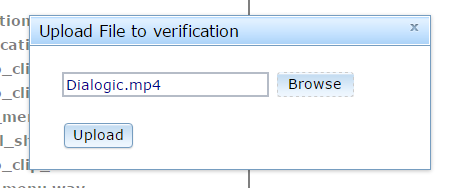 Upload File to verification
x
Dialogic.mp4
Browse
Upload